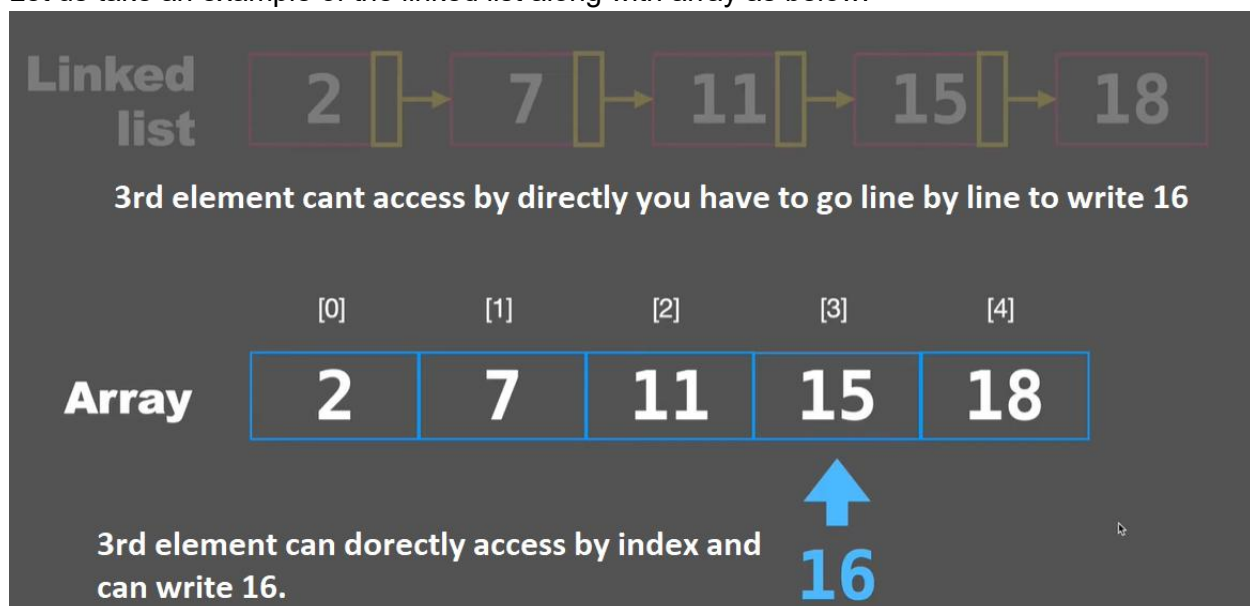 Linked
list
2 7 11 15 18
3rd element cant access by directly you have to go line by line to write 16
[0] [1] [2] [3] [4]
Array 2 7 11 15 18
3rd element can dorectly access by index and
can write 16.
16